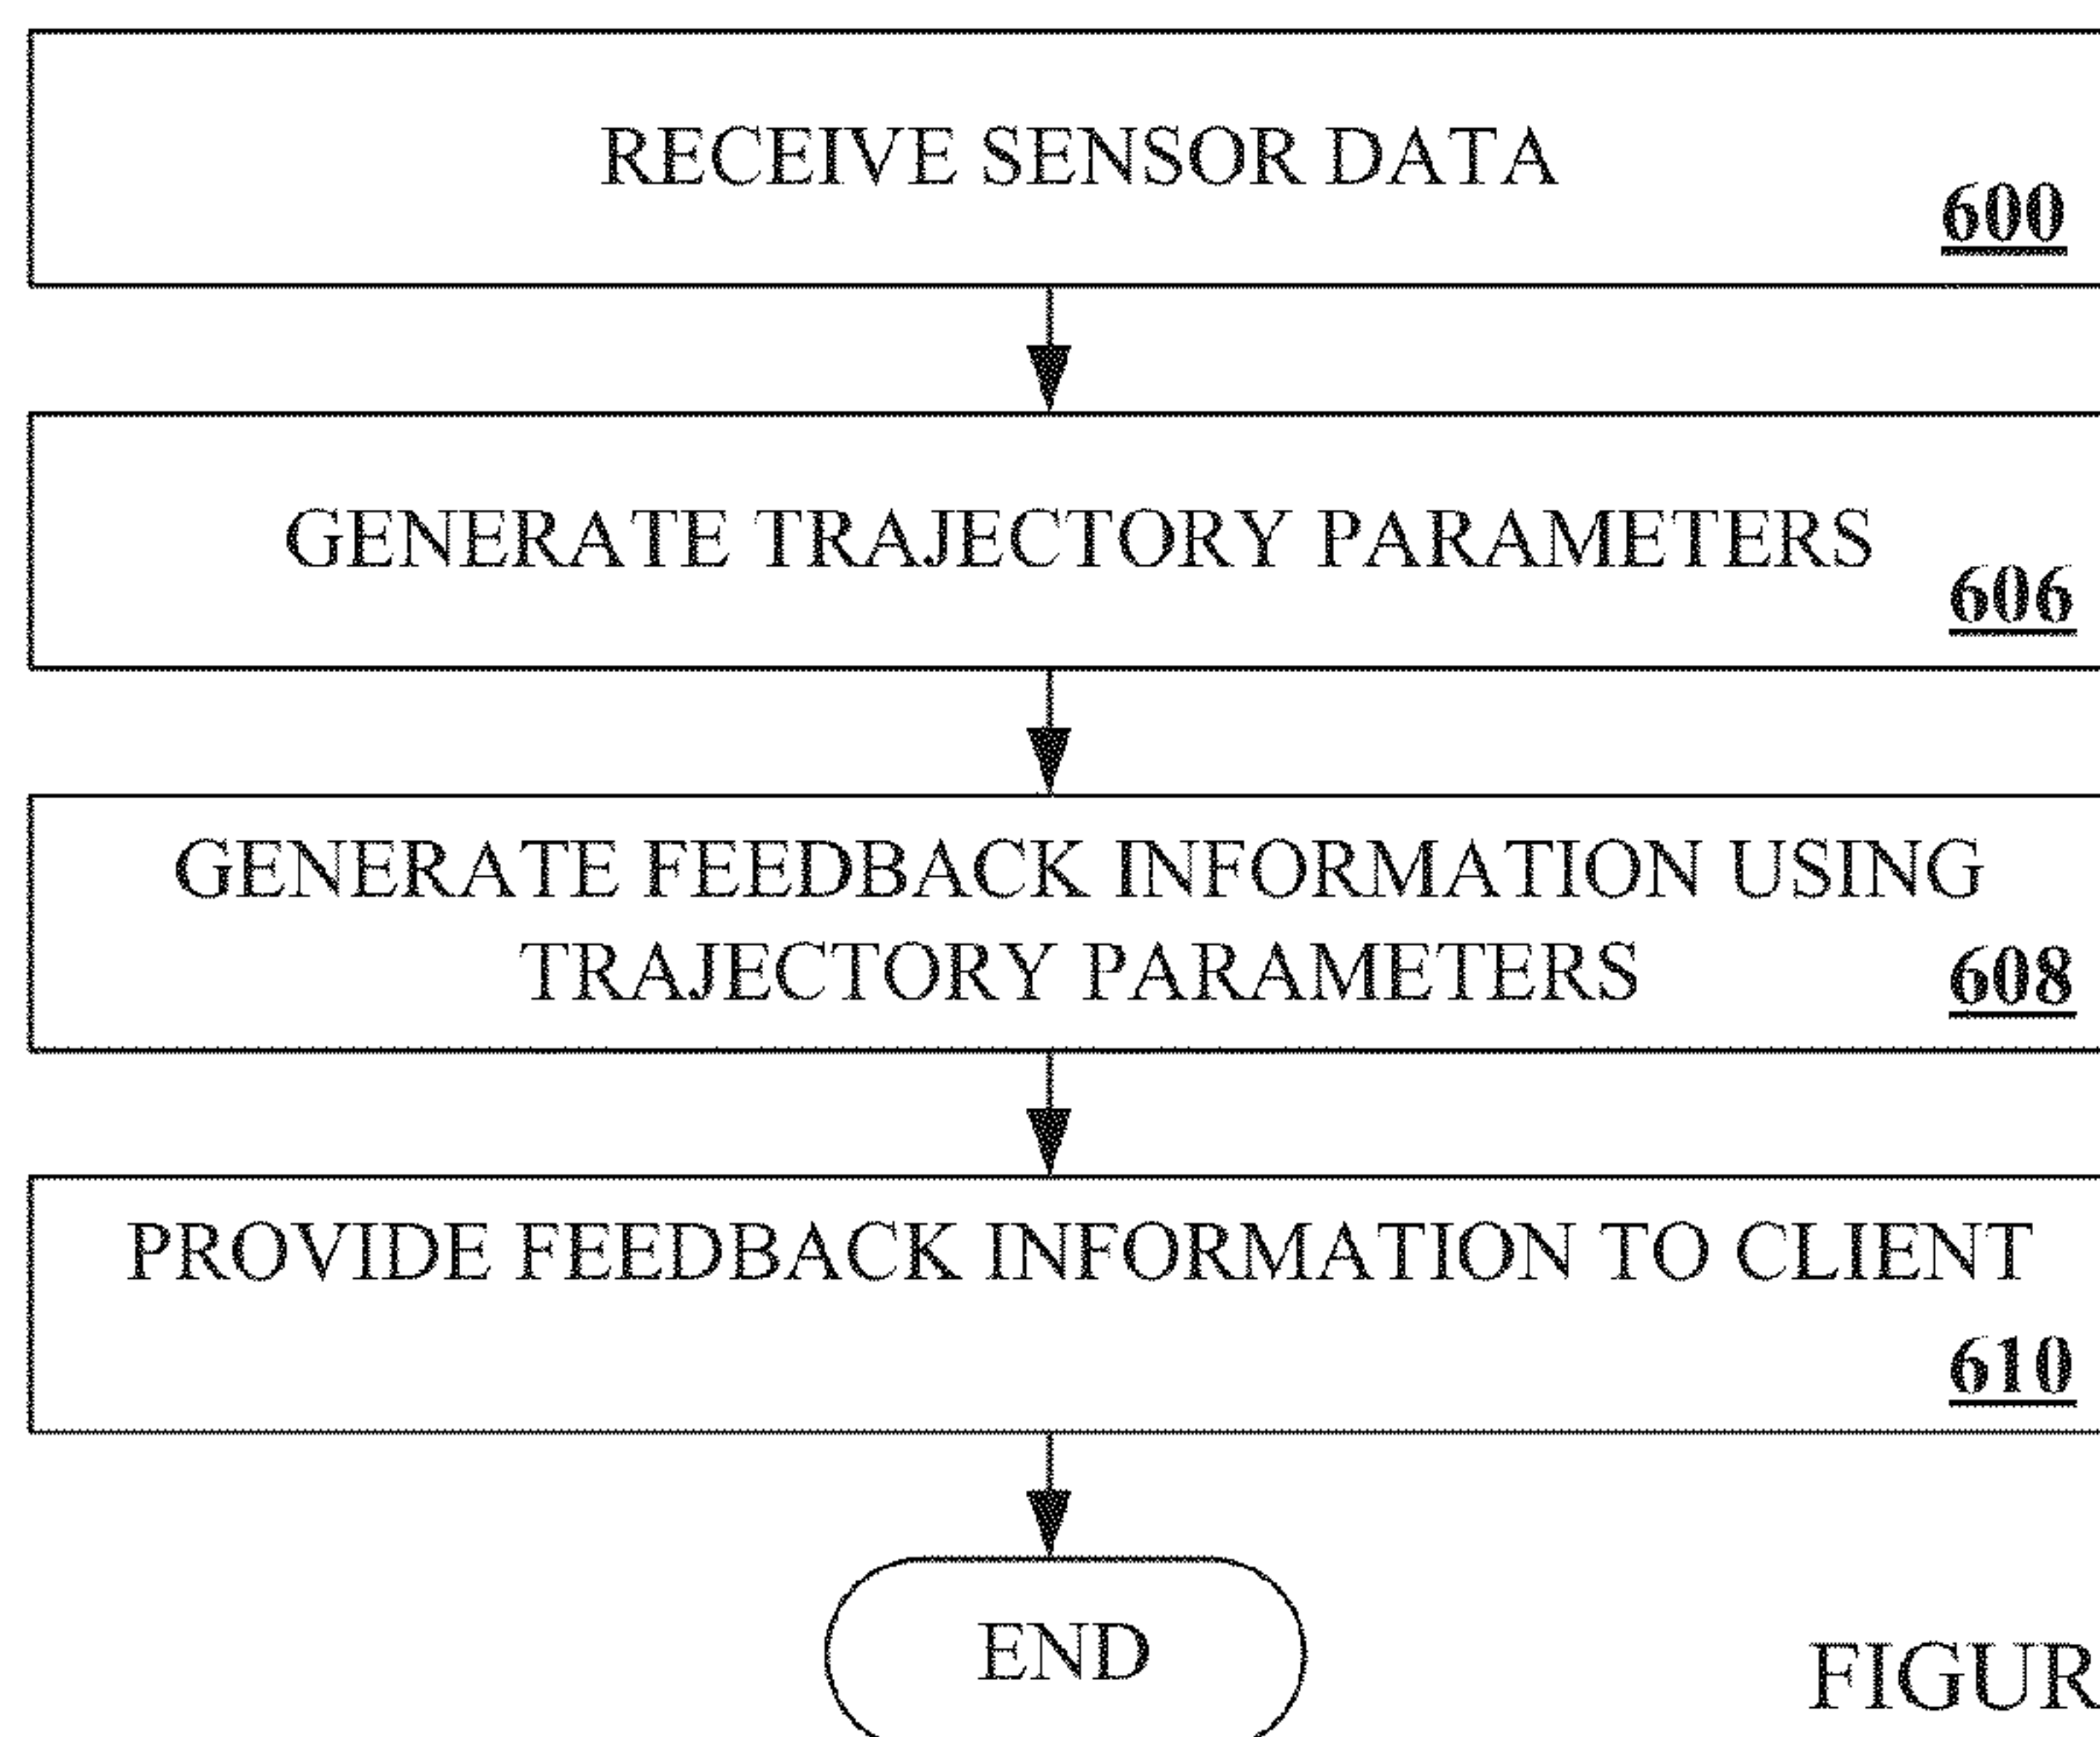 RECEIVE SENSOR DATA
600
GENERATE TRAJECTORY PARAMETERS
606
GENERATE FEEDBACK INFORMATION USING
TRAJECTORY PARAMETERS
608
PROVIDE FEEDBACK INFORMATION TO CLIENT
610
END
FIGUR